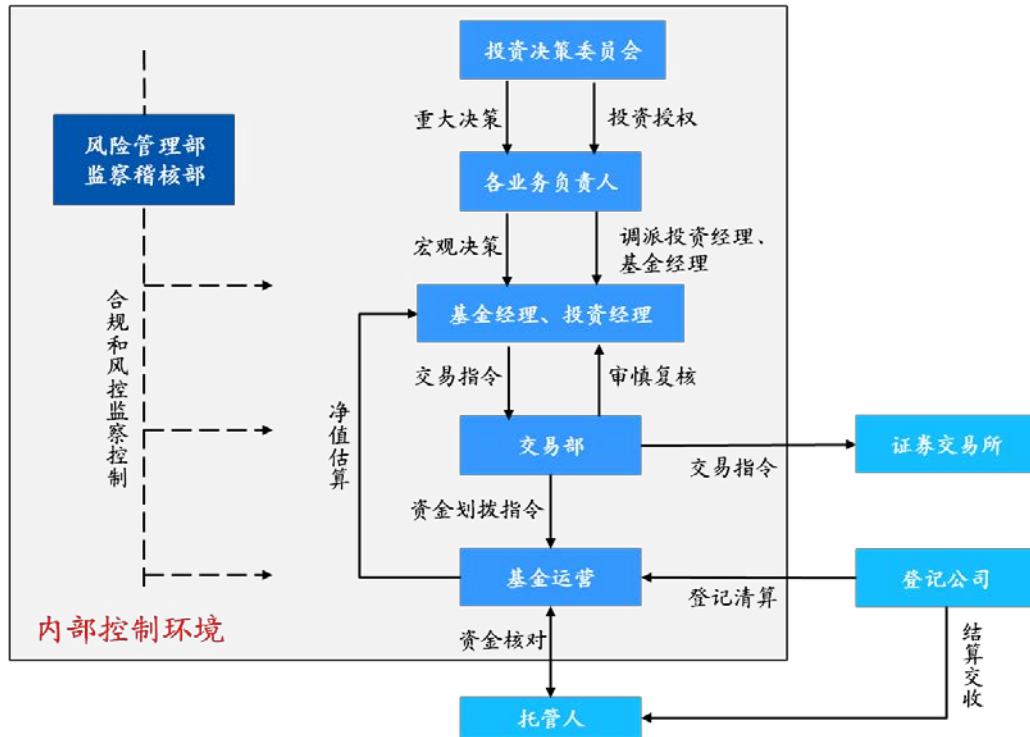 投资决策委员会
重大决策
投资授权
风险管理部
监察稽核部
各业务负责人
宏观决策
调派投资经理、
基金经理
合规和风控监察控制
基金经理、投资经理
交易指令
审慎复核
净值估算
交易部
交易指令
证券交易所
资金划拨指令
基金运营
登记清算
登记公司
内部控制环境
资金核对
结算交收
托管人